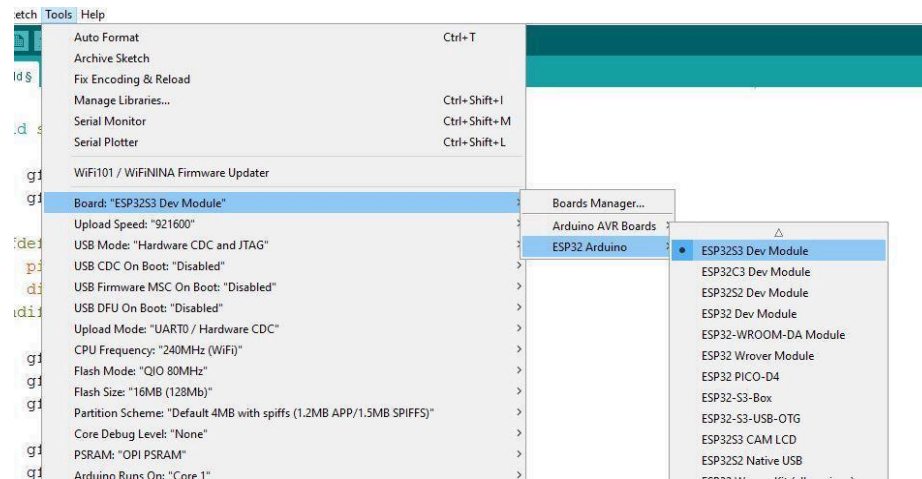 etch Tools Help
Auto Format Ctrl+T
Archive Sketch
Fix Encoding & Reload
Manage Libraries... Ctrl+Shift+I
Serial Monitor Ctrl+Shift+M
Serial Plotter Ctrl+Shift+L
WiFi101 / WiFiNINA Firmware Updater
Board: "ESP32S3 Dev Module"
Upload Speed: "921600"
USB Mode: "Hardware CDC and JTAG"
USB CDC On Boot: "Disabled"
USB Firmware MSC On Boot: "Disabled"
USB DFU On Boot: "Disabled"
Upload Mode: "UART0 / Hardware CDC"
CPU Frequency: "240MHz (WiFi)"
Flash Mode: "QIO 80MHz"
Flash Size: "16MB (128Mb)"
Partition Scheme: "Default 4MB with spiffs (1.2MB APP/1.5MB SPIFFS)"
Core Debug Level: "None"
PSRAM: "OPI PSRAM"
Arduino Runs On: "Core 1"
Boards Manager...
Arduino AVR Boards
ESP32 Arduino
ESP32S3 Dev Module
ESP32C3 Dev Module
ESP32S2 Dev Module
ESP32 Dev Module
ESP32-WROOM-DA Module
ESP32 Wrover Module
ESP32 PICO-D4
ESP32-S3-Box
ESP32-S3-USB-OTG
ESP32S3 CAM LCD
ESP32S2 Native USB